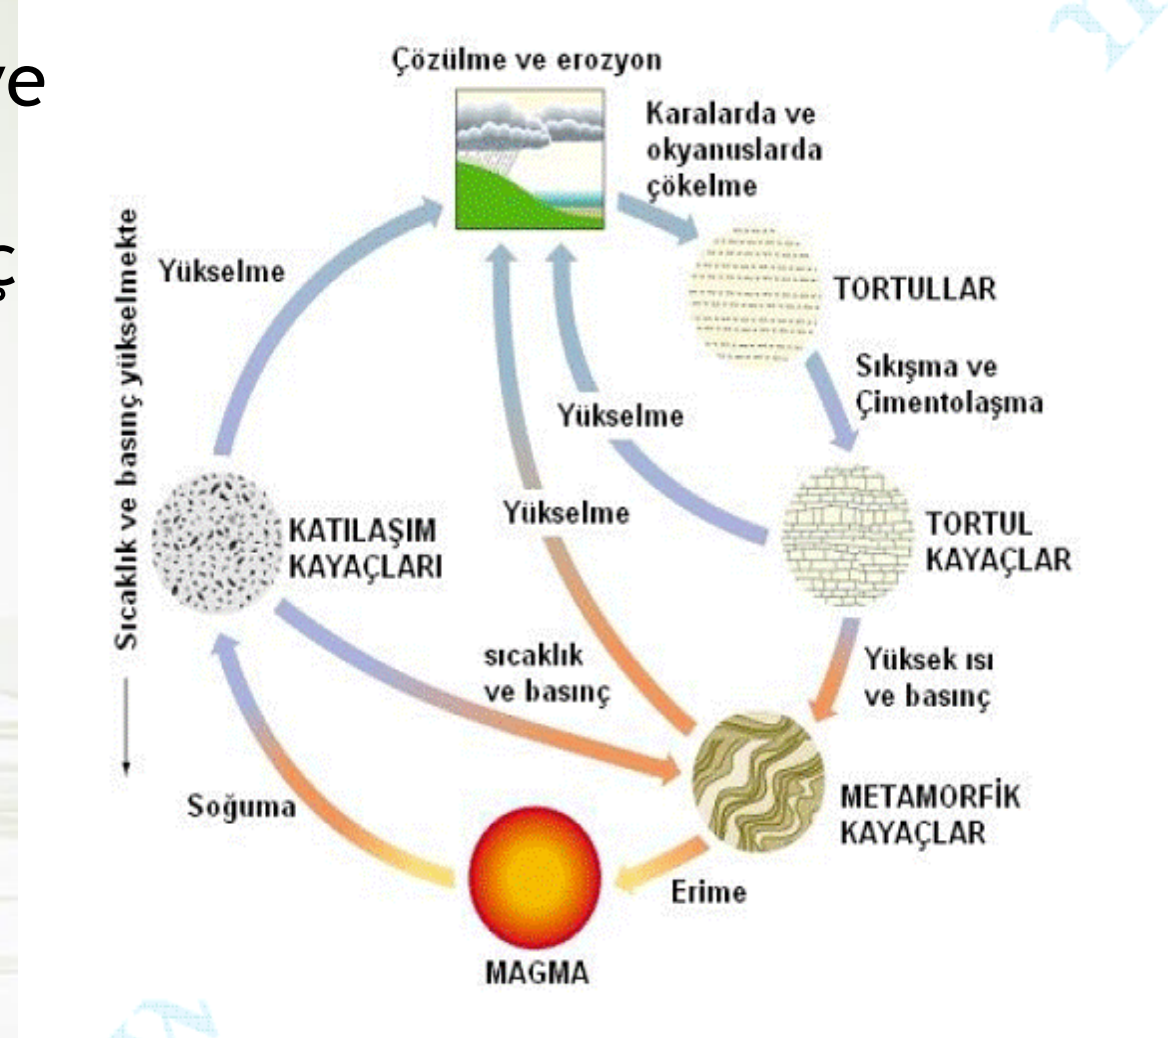 ve
ç
Çözülme ve erozyon
Karalarda ve
okyanuslarda
çökelme
Yükselme
TORTULLAR
Sıkışma ve
Çimentolaşma
Yükselme
Sıcaklık ve basınç yükselmekte
Yükselme
KATILAŞIM
KAYAÇLARI
TORTUL
KAYAÇLAR
sıcaklık
ve basınç
Yüksek ısı
ve basınç
Soğuma
METAMORFİK
KAYAÇLAR
Erime
MAGMA